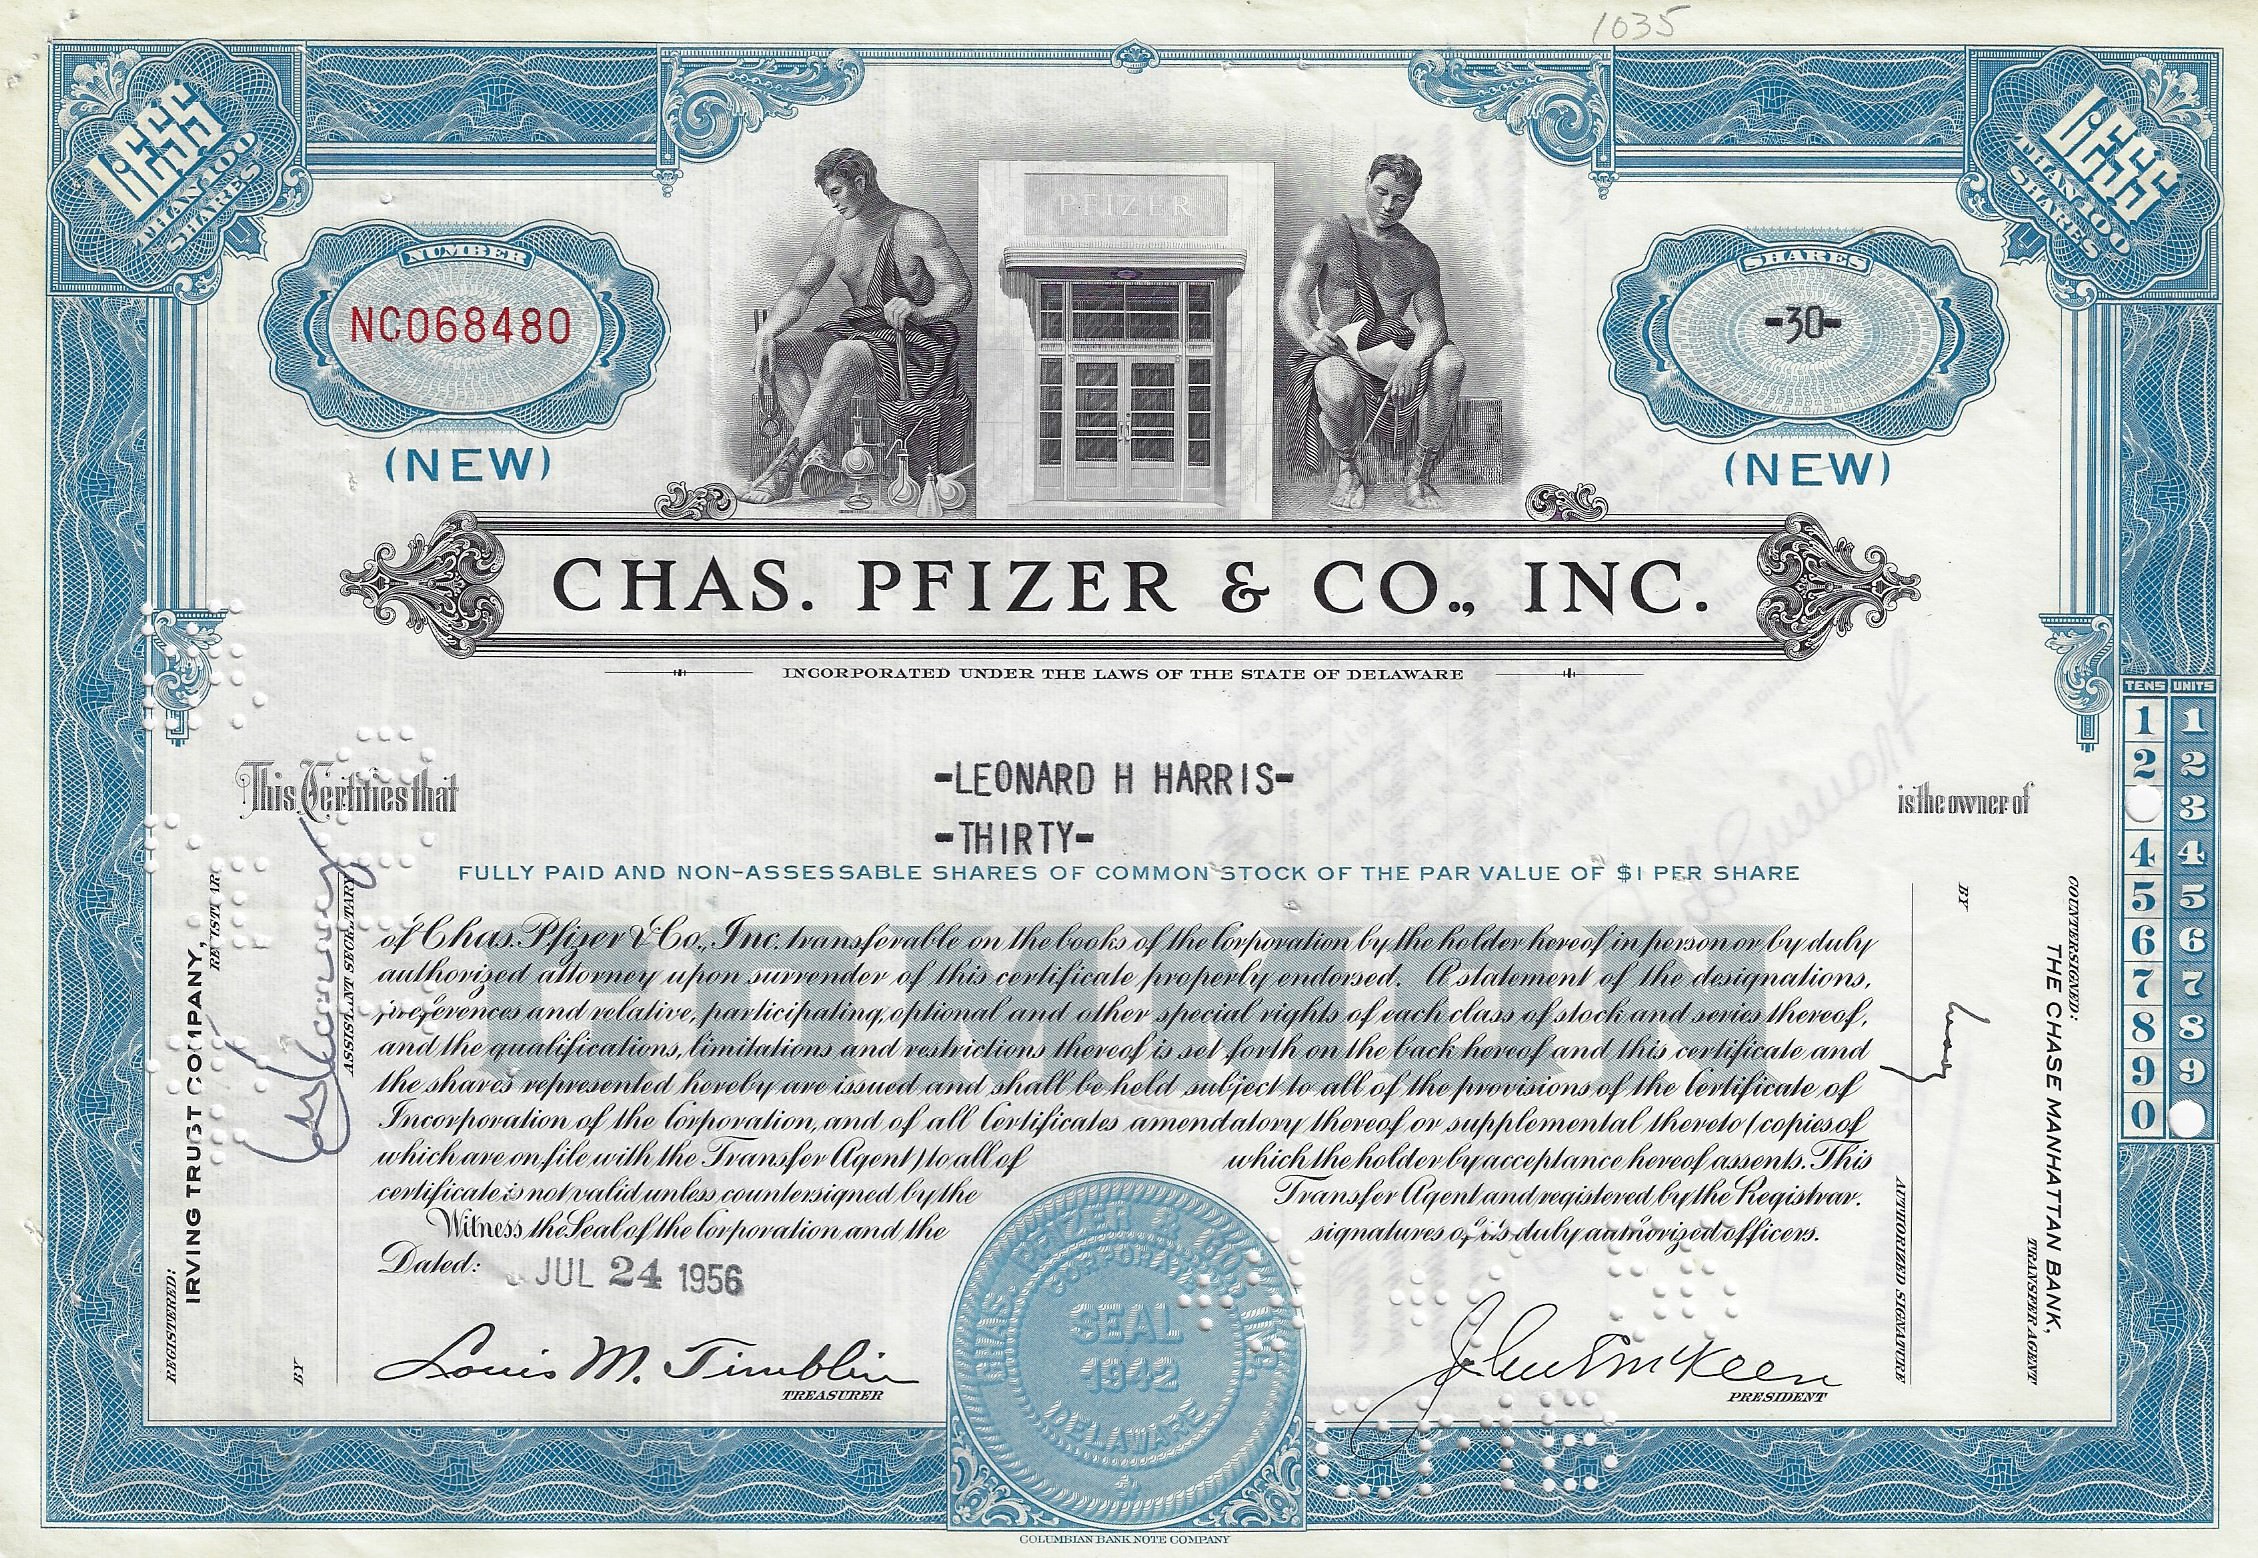 1035
LESS
THAN 100
SHARES
LESS
THAN 100
SHARES
NUMBER
NC068480
(NEW)
PFIZER
SHARES
-30-
(NEW)
CHAS. PFIZER & CO., INC.
INCORPORATED UNDER THE LAWS OF THE STATE OF DELAWARE
This Certifies that
-LEONARD H HARRIS-
is the owner of
-THIRTY-
FULLY PAID AND NON-ASSESSABLE SHARES OF COMMON STOCK OF THE PAR VALUE OF $1 PER SHARE
COMMON
of Chas. Pfizer & Co., Inc. transferable on the books of the Corporation by the holder hereof in person or by duly
authorized attorney upon surrender of this certificate properly endorsed. A statement of the designations,
preferences and relative, participating, optional and other special rights of each class of stock and series thereof,
and the qualifications, limitations and restrictions thereof is set forth on the back hereof and this certificate and
the shares represented hereby are issued and shall be held subject to all of the provisions of the Certificate of
Incorporation of the Corporation, and of all Certificates amendatory thereof or supplemental thereto (copies of
which are on file with the Transfer Agent) to all of which the holder by acceptance hereof assents. This
certificate is not valid unless countersigned by the Transfer Agent and registered by the Registrar.
Witness the Seal of the Corporation and the signatures of its duly authorized officers.
Dated: JUL 24 1956
Louis M. Timblin
TREASURER
CHAS. PFIZER & CO., INC.
CORPORATE
SEAL
1942
DELAWARE
John E McKeen
PRESIDENT
REGISTERED:
IRVING TRUST COMPANY,
REGISTRAR
BY
ASSISTANT SECRETARY
COUNTERSIGNED:
THE CHASE MANHATTAN BANK,
TRANSFER AGENT
BY
AUTHORIZED SIGNATURE
TENS UNITS
1 1
2 2
3
4 4
5 5
6 6
7 7
8 8
9 9
0
COLUMBIAN BANK NOTE COMPANY